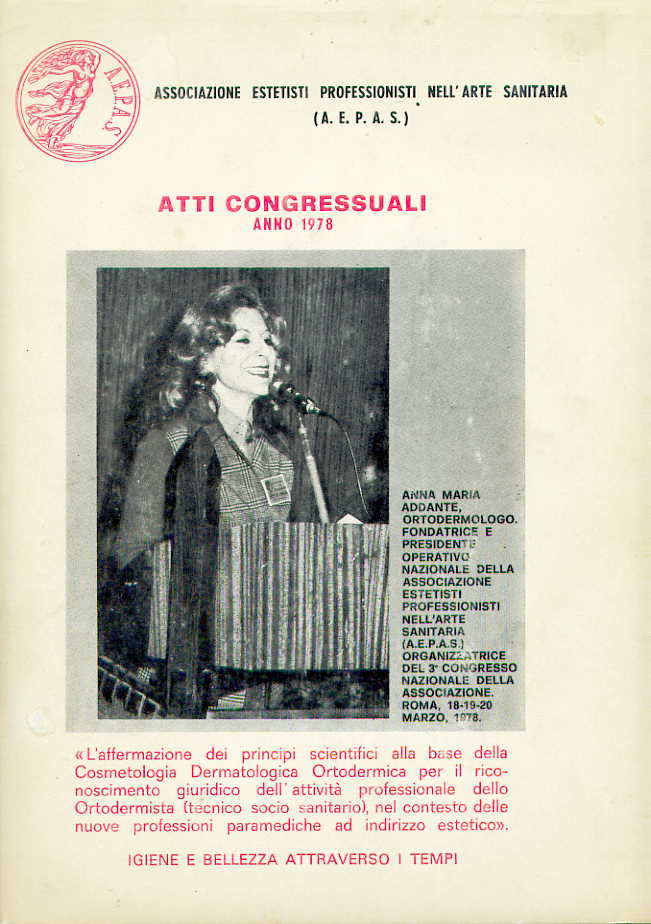 A.E.P.A.S.
ASSOCIAZIONE ESTETISTI PROFESSIONISTI NELL'ARTE SANITARIA
(A. E. P. A. S.)
ATTI CONGRESSUALI
ANNO 1978
ANNA MARIA
ADDANTE,
ORTODERMOLOGO.
FONDATRICE E
PRESIDENTE
OPERATIVO
NAZIONALE DELLA
ASSOCIAZIONE
ESTETISTI
PROFESSIONISTI
NELL'ARTE
SANITARIA
(A.E.P.A.S.)
ORGANIZZATRICE
DEL 3° CONGRESSO
NAZIONALE DELLA
ASSOCIAZIONE.
ROMA, 18-19-20
MARZO, 1978.
«L'affermazione dei principi scientifici alla base della
Cosmetologia Dermatologica Ortodermica per il rico-
noscimento giuridico dell'attività professionale dello
Ortodermista (tecnico socio sanitario), nel contesto delle
nuove professioni paramediche ad indirizzo estetico».
IGIENE E BELLEZZA ATTRAVERSO I TEMPI